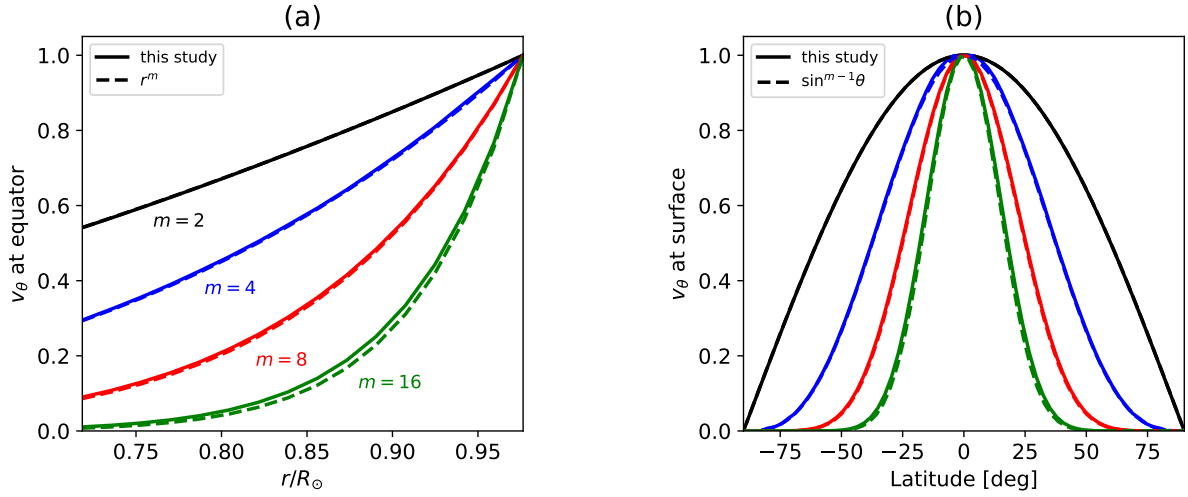 (a)
this study
r^m
m = 2
m = 4
m = 8
m = 16
v_θ at equator
1.0
0.8
0.6
0.4
0.2
0.0
0.75
0.80
0.85
0.90
0.95
r/R_⊙
(b)
this study
sin^{m−1}θ
v_θ at surface
1.0
0.8
0.6
0.4
0.2
0.0
−75
−50
−25
0
25
50
75
Latitude [deg]